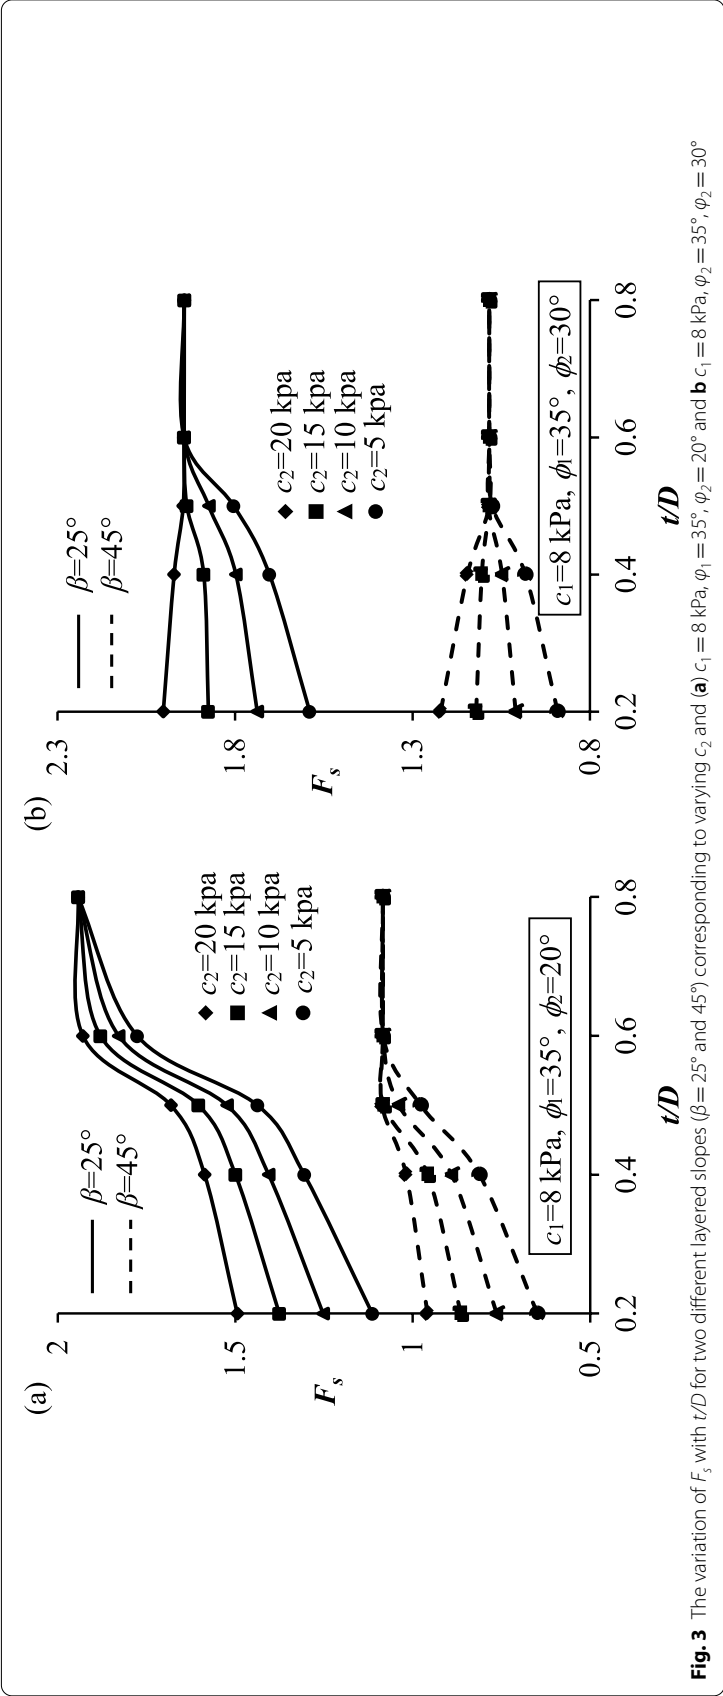 (a)
2
1.5
1
0.5
Fₛ
0.2
0.4
0.6
0.8
t/D
β=25°
β=45°
c₂=20 kpa
c₂=15 kpa
c₂=10 kpa
c₂=5 kpa
c₁=8 kPa, ϕ₁=35°, ϕ₂=20°
(b)
2.3
1.8
1.3
0.8
Fₛ
0.2
0.4
0.6
0.8
t/D
β=25°
β=45°
c₂=20 kpa
c₂=15 kpa
c₂=10 kpa
c₂=5 kpa
c₁=8 kPa, ϕ₁=35°, ϕ₂=30°
Fig. 3 The variation of Fₛ with t/D for two different layered slopes (β = 25° and 45°) corresponding to varying c₂ and (a) c₁ = 8 kPa, φ₁ = 35°, φ₂ = 20° and b c₁ = 8 kPa, φ₂ = 35°, φ₂ = 30°